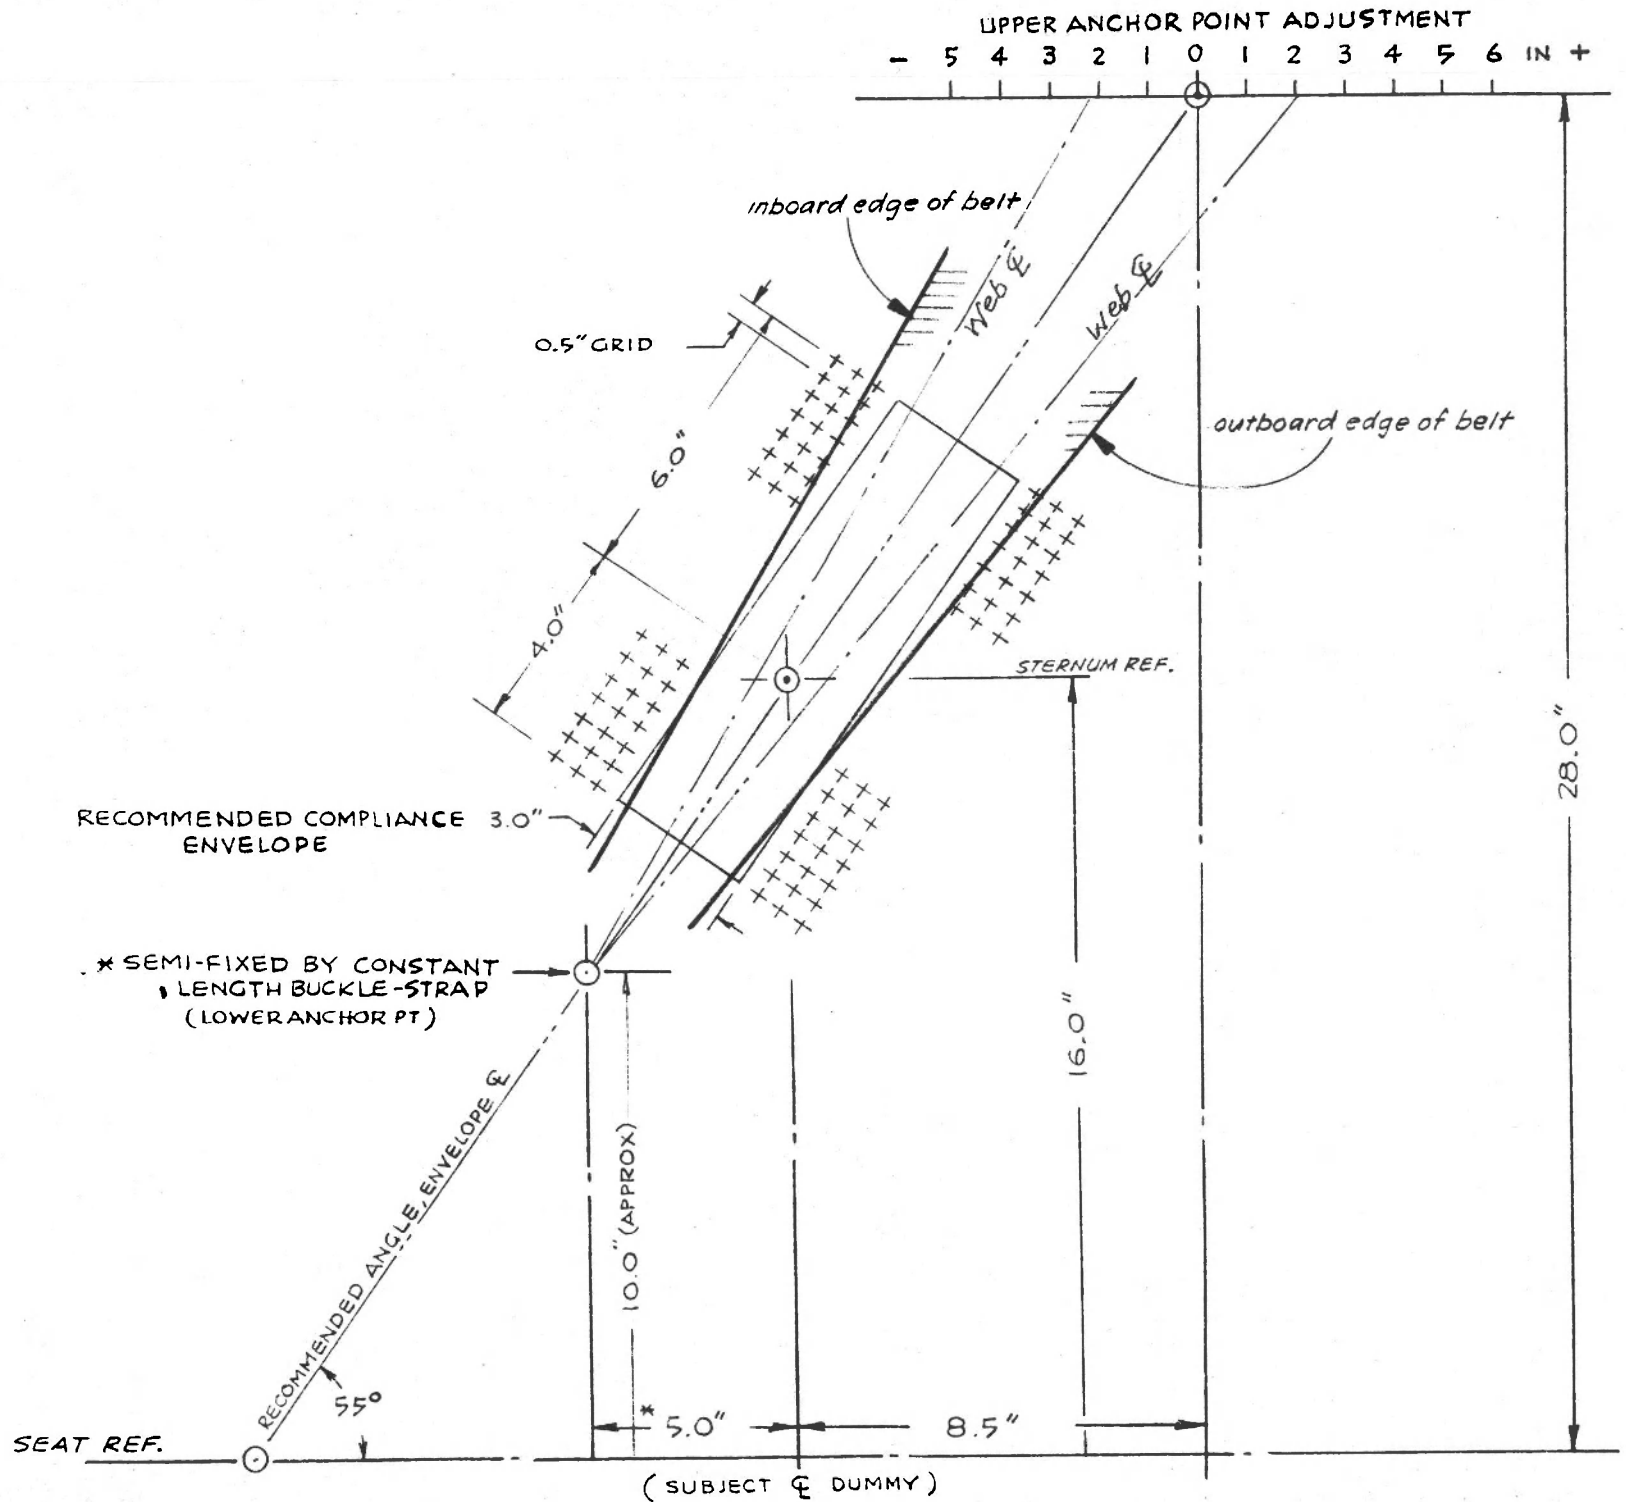 UPPER ANCHOR POINT ADJUSTMENT
- 5 4 3 2 1 0 1 2 3 4 5 6 IN +
inboard edge of belt
Web ℄
Web ℄
0.5" GRID
outboard edge of belt
6.0"
4.0"
STERNUM REF.
28.0"
RECOMMENDED COMPLIANCE 3.0"
ENVELOPE
* SEMI-FIXED BY CONSTANT
LENGTH BUCKLE-STRAP
(LOWER ANCHOR PT)
16.0"
10.0" (APPROX)
RECOMMENDED ANGLE, ENVELOPE ℄
55°
* 5.0"
8.5"
SEAT REF.
(SUBJECT ℄ DUMMY)